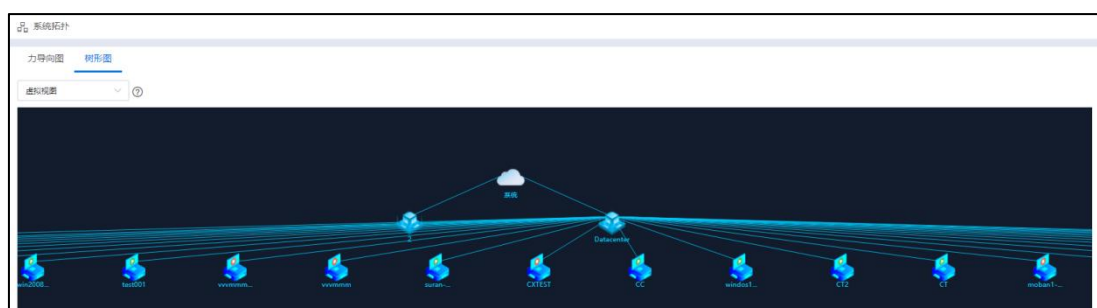 系统拓扑
力导向图 树形图
虚拟视图
系统
2 Datacenter
win2008... test001 vvvmmm... vvvmmm suran-... CXTEST CC windos1... CT2 CT moban1-...